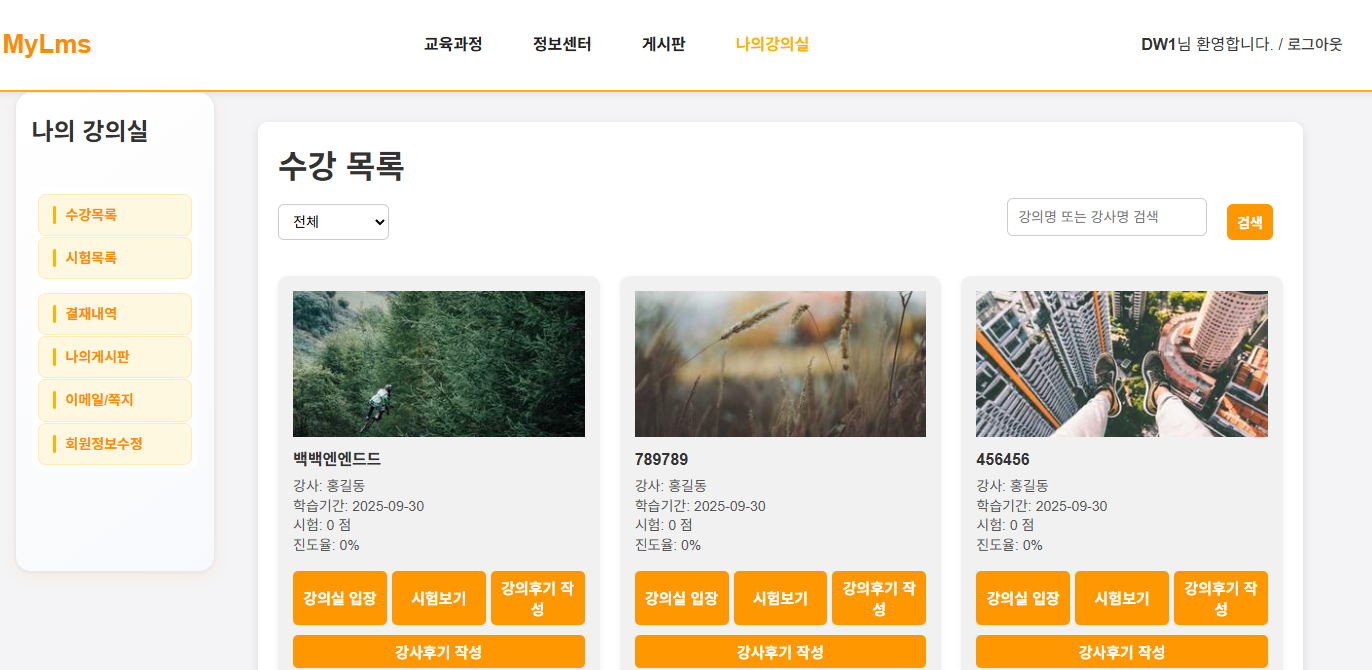 MyLms
교육과정 정보센터 게시판 나의강의실
DW1님 환영합니다. / 로그아웃
나의 강의실
수강목록
시험목록
결재내역
나의게시판
이메일/쪽지
회원정보수정
수강 목록
전체
강의명 또는 강사명 검색
검색
백백엔엔드드
강사: 홍길동
학습기간: 2025-09-30
시험: 0 점
진도율: 0%
강의실 입장
시험보기
강의후기 작
성
강사후기 작성
789789
강사: 홍길동
학습기간: 2025-09-30
시험: 0 점
진도율: 0%
강의실 입장
시험보기
강의후기 작
성
강사후기 작성
456456
강사: 홍길동
학습기간: 2025-09-30
시험: 0 점
진도율: 0%
강의실 입장
시험보기
강의후기 작
성
강사후기 작성